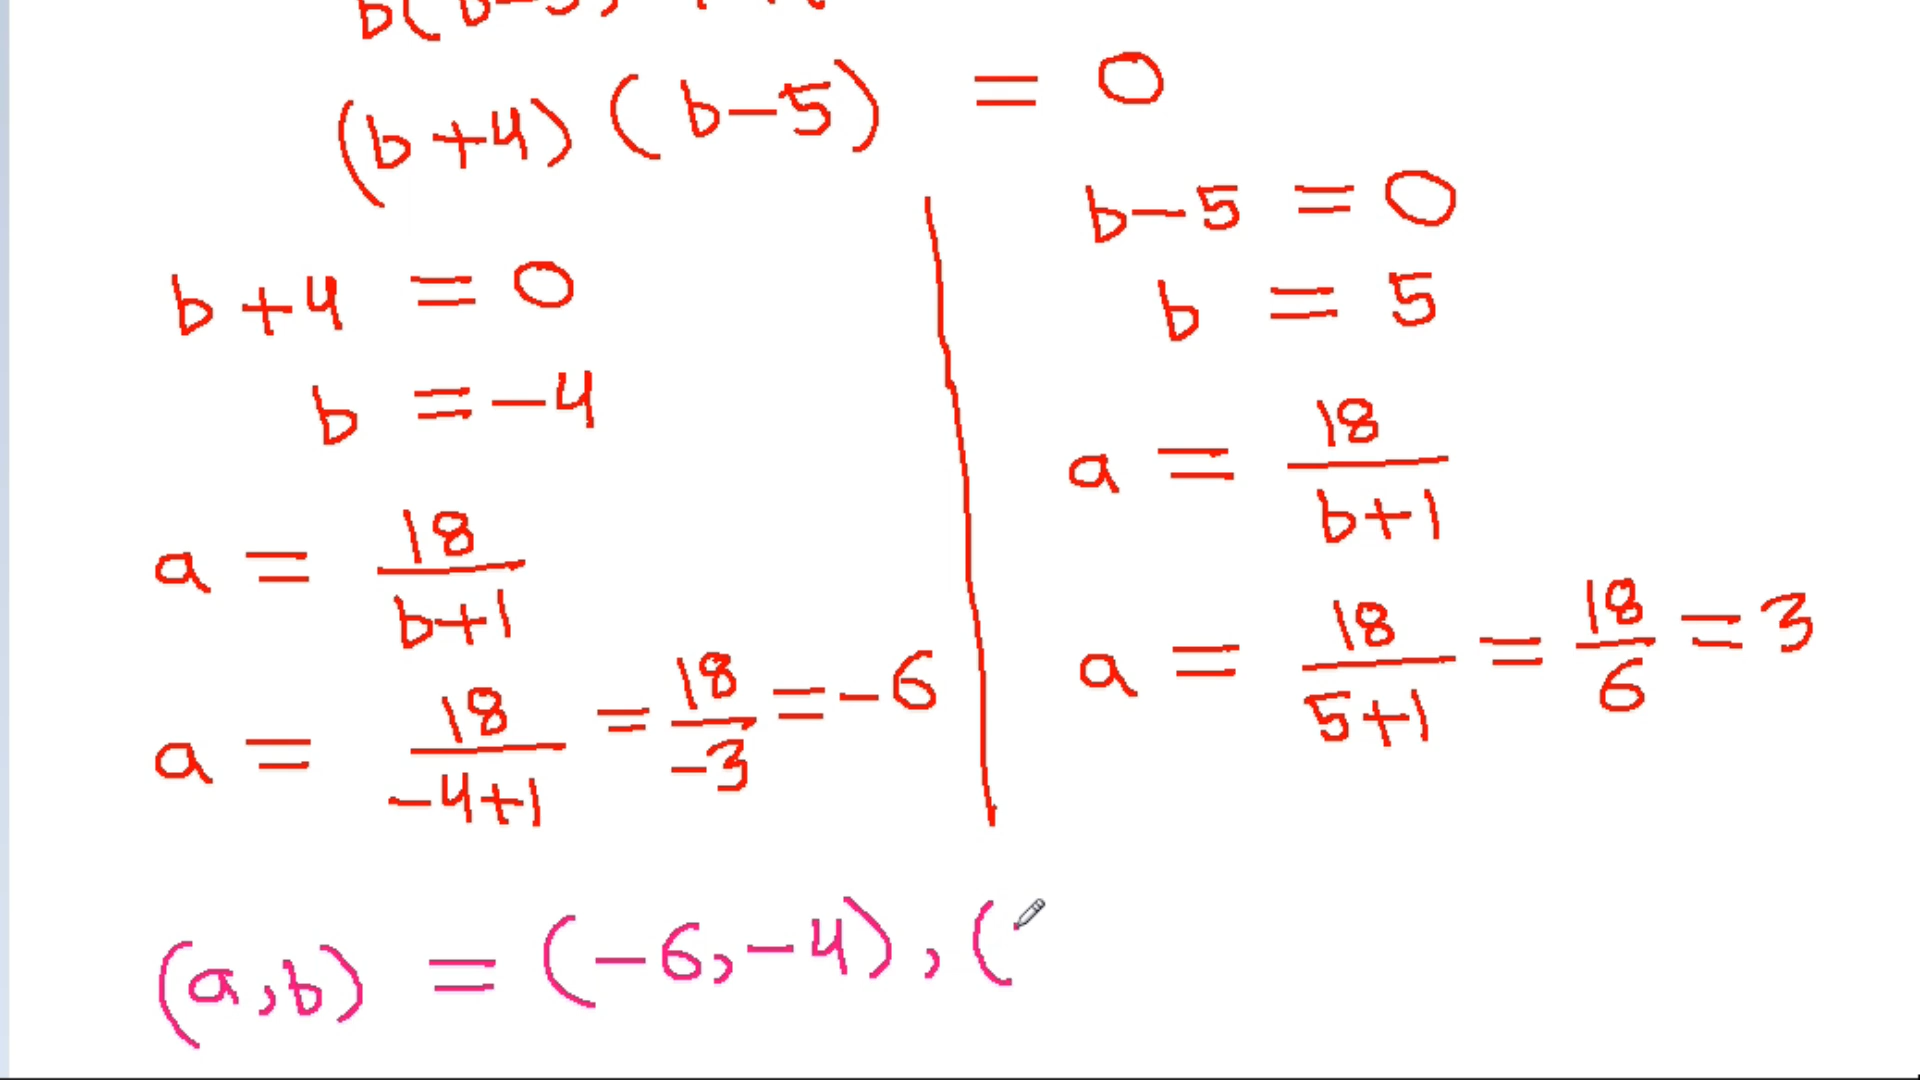 b(b-5)
(b+4)(b-5) = 0
b+4 = 0
b = -4
a = 18/b+1
a = 18/-4+1 = 18/-3 = -6
b-5 = 0
b = 5
a = 18/b+1
a = 18/5+1 = 18/6 = 3
(a,b) = (-6,-4), (